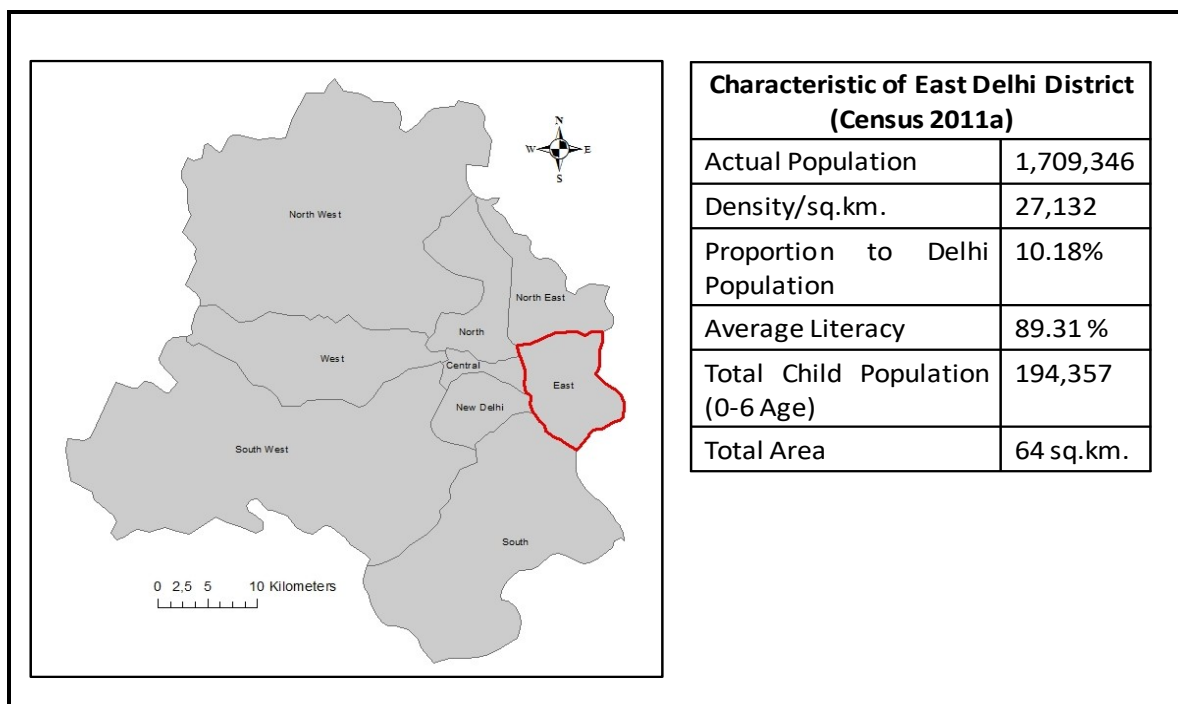 N
W E
S
North West
North East
North
West
Central
East
New Delhi
South West
South
0 2,5 5 10 Kilometers
Characteristic of East Delhi District
(Census 2011a)
Actual Population 1,709,346
Density/sq.km. 27,132
Proportion to Delhi 10.18%
Population
Average Literacy 89.31 %
Total Child Population 194,357
(0-6 Age)
Total Area 64 sq.km.